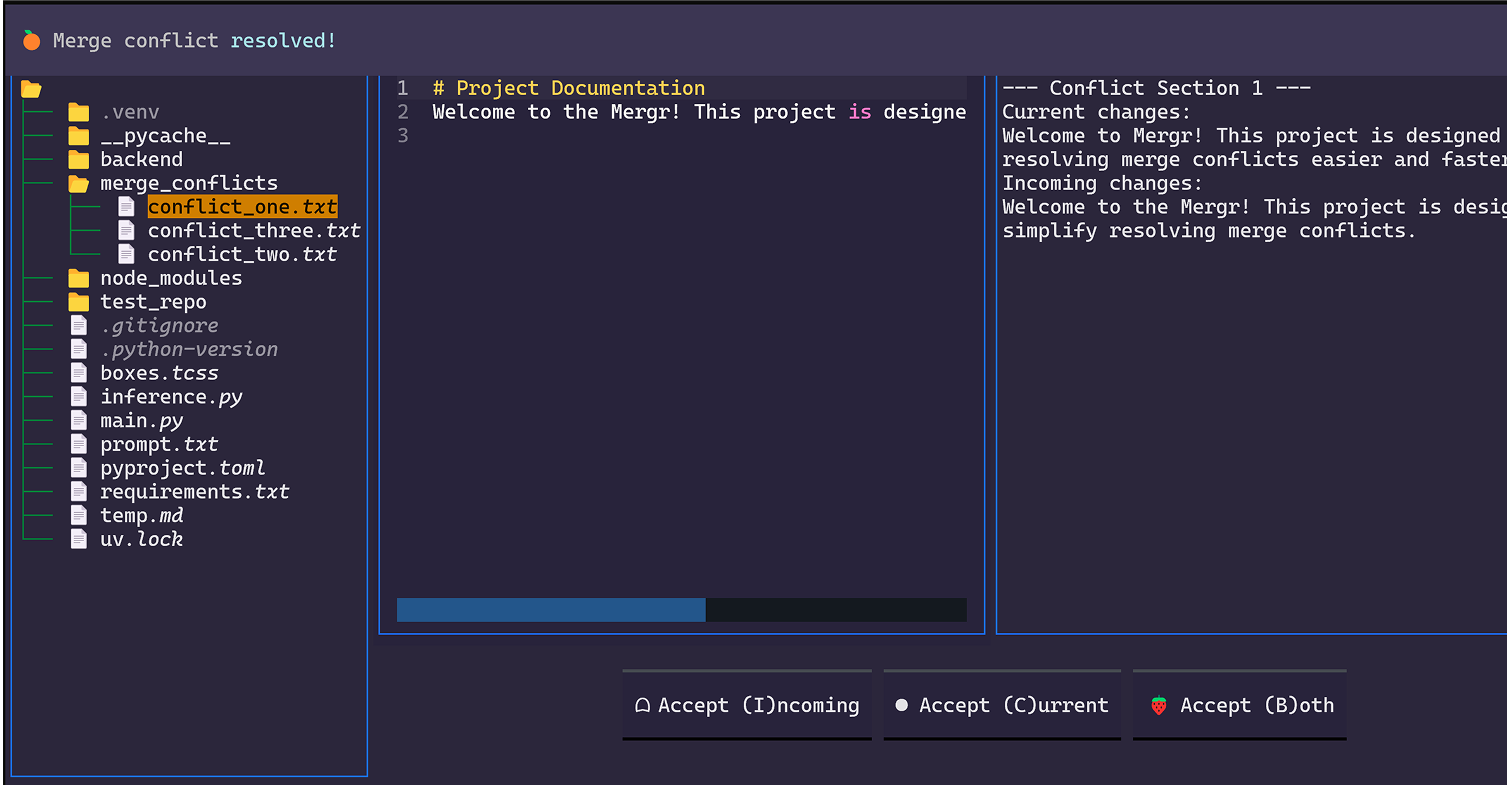 Merge conflict resolved!
.venv
__pycache__
backend
merge_conflicts
conflict_one.txt
conflict_three.txt
conflict_two.txt
node_modules
test_repo
.gitignore
.python-version
boxes.tcss
inference.py
main.py
prompt.txt
pyproject.toml
requirements.txt
temp.md
uv.lock
1 # Project Documentation
2 Welcome to the Mergr! This project is designe
3
--- Conflict Section 1 ---
Current changes:
Welcome to Mergr! This project is designed
resolving merge conflicts easier and faster
Incoming changes:
Welcome to the Mergr! This project is desig
simplify resolving merge conflicts.
Accept (I)ncoming
Accept (C)urrent
Accept (B)oth